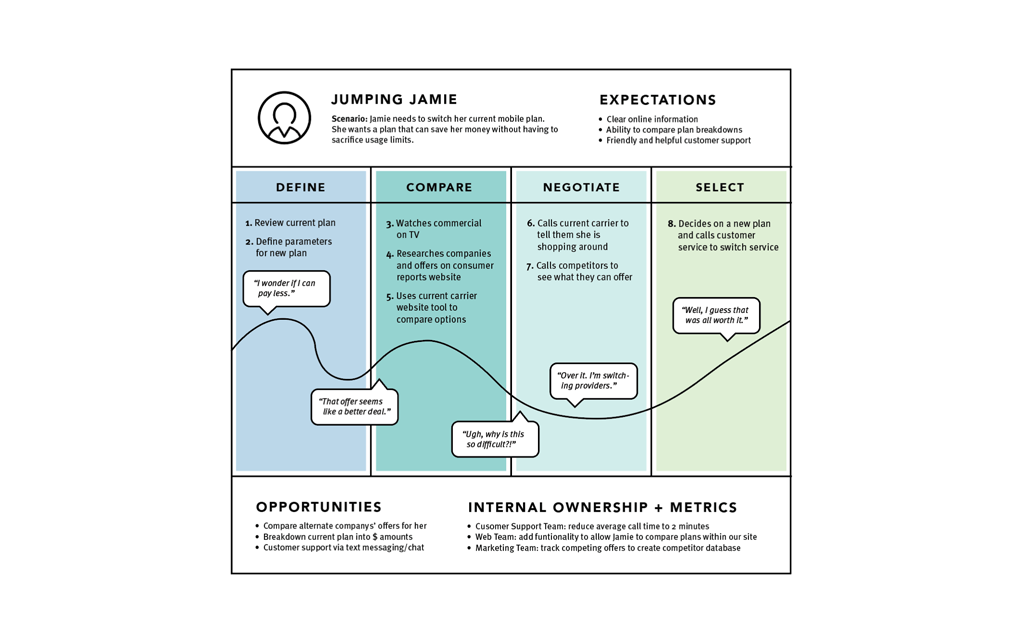 JUMPING JAMIE
Scenario: Jamie needs to switch her current mobile plan.
She wants a plan that can save her money without having to
sacrifice usage limits.
EXPECTATIONS
• Clear online information
• Ability to compare plan breakdowns
• Friendly and helpful customer support
DEFINE
1. Review current plan
2. Define parameters
for new plan
"I wonder if I can
pay less."
COMPARE
3. Watches commercial
on TV
4. Researches companies
and offers on consumer
reports website
5. Uses current carrier
website tool to
compare options
"That offer seems
like a better deal."
NEGOTIATE
6. Calls current carrier to
tell them she is
shopping around
7. Calls competitors to
see what they can offer
"Ugh, why is this
so difficult?!"
"Over it. I'm switch-
ing providers."
SELECT
8. Decides on a new plan
and calls customer
service to switch service
"Well, I guess that
was all worth it."
OPPORTUNITIES
• Compare alternate companys' offers for her
• Breakdown current plan into $ amounts
• Customer support via text messaging/chat
INTERNAL OWNERSHIP + METRICS
• Cusomer Support Team: reduce average call time to 2 minutes
• Web Team: add funtionality to allow Jamie to compare plans within our site
• Marketing Team: track competing offers to create competitor database